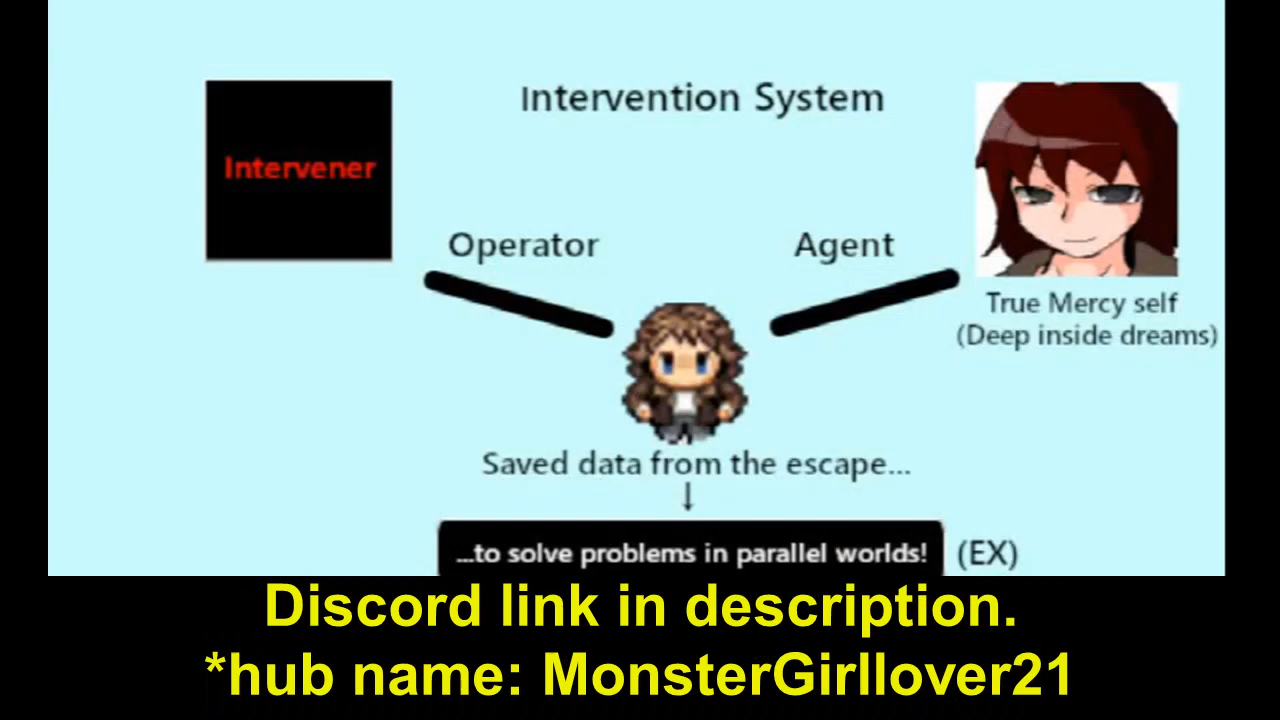 Intervention System
Intervener
Operator
Agent
True Mercy self
(Deep inside dreams)
Saved data from the escape...
↓
...to solve problems in parallel worlds!
(EX)
Discord link in description.
*hub name: MonsterGirllover21